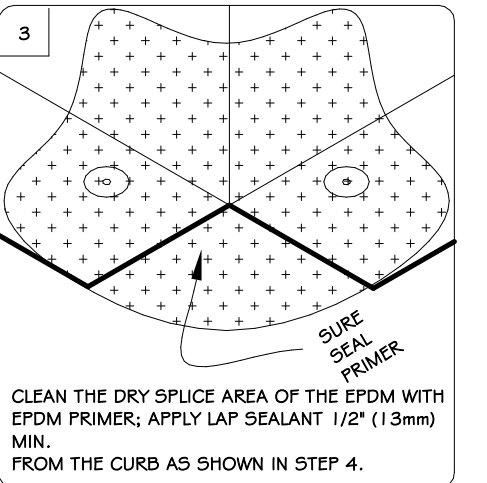 3
SURE
SEAL
PRIMER
CLEAN THE DRY SPLICE AREA OF THE EPDM WITH
EPDM PRIMER; APPLY LAP SEALANT 1/2" (13mm)
MIN.
FROM THE CURB AS SHOWN IN STEP 4.